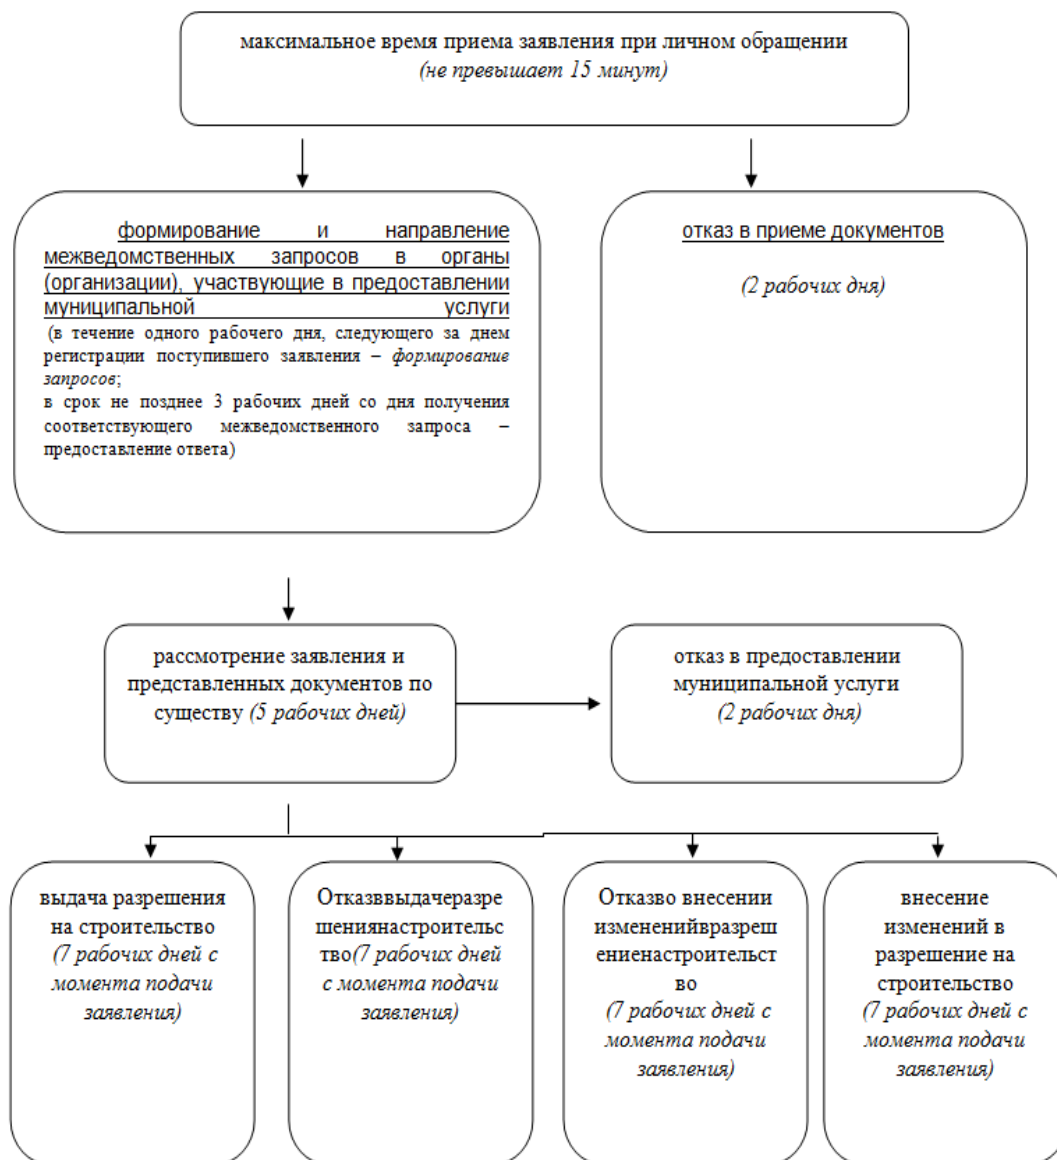 максимальное время приема заявления при личном обращении
(не превышает 15 минут)
формирование и направление
межведомственных запросов в органы
(организации), участвующие в предоставлении
муниципальной услуги
(в течение одного рабочего дня, следующего за днем
регистрации поступившего заявления – формирование
запросов;
в срок не позднее 3 рабочих дней со дня получения
соответствующего межведомственного запроса –
предоставление ответа)
отказ в приеме документов
(2 рабочих дня)
рассмотрение заявления и
представленных документов по
существу (5 рабочих дней)
отказ в предоставлении
муниципальной услуги
(2 рабочих дня)
выдача разрешения
на строительство
(7 рабочих дней с
момента подачи
заявления)
Отказввыдачеразре
шениянастроительс
тво(7 рабочих дней
с момента подачи
заявления)
Отказво внесении
измененийвразреш
ениенастроительст
во
(7 рабочих дней с
момента подачи
заявления)
внесение
изменений в
разрешение на
строительство
(7 рабочих дней с
момента подачи
заявления)